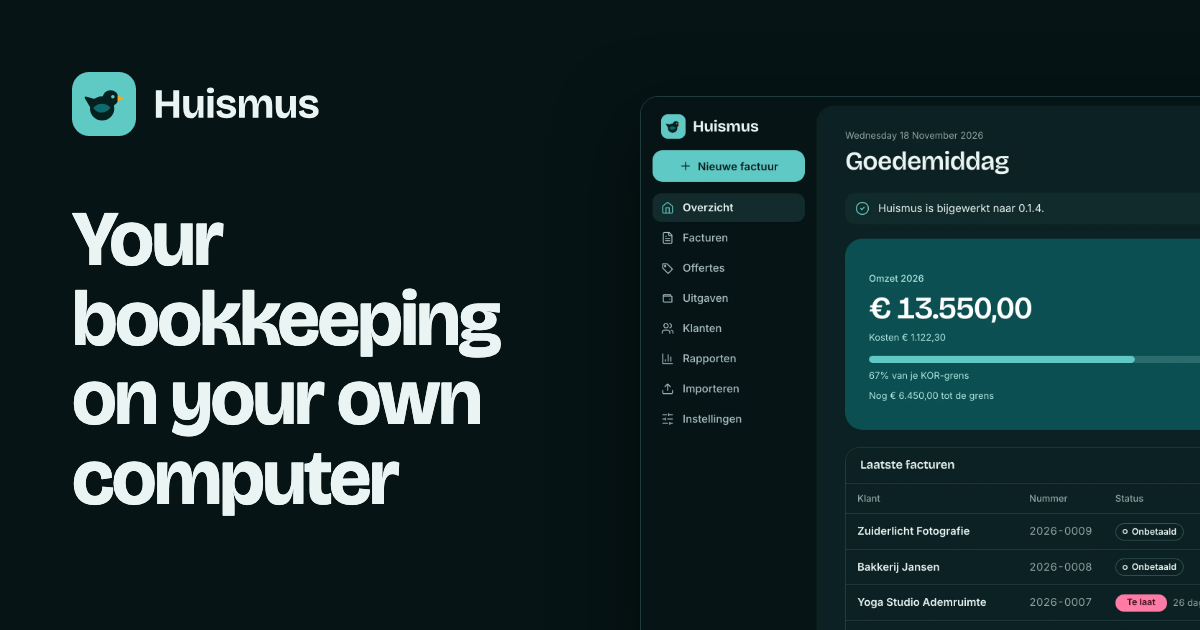 Huismus
Your
bookkeeping
on your own
computer
Huismus
Nieuwe factuur
Overzicht
Facturen
Offertes
Uitgaven
Klanten
Rapporten
Importeren
Instellingen
Wednesday 18 November 2026
Goedemiddag
Huismus is bijgewerkt naar 0.1.4.
Omzet 2026
€ 13.550,00
Kosten € 1.122,30
67% van je KOR-grens
Nog € 6.450,00 tot de grens
Laatste facturen
Klant Nummer Status
Zuiderlicht Fotografie 2026-0009 Onbetaald
Bakkerij Jansen 2026-0008 Onbetaald
Yoga Studio Ademruimte 2026-0007 Te laat 26